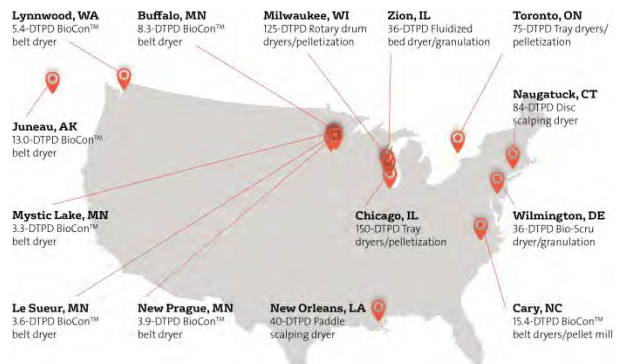 Lynnwood, WA
5.4-DTPD BioCon™
belt dryer
Buffalo, MN
8.3-DTPD BioCon™
belt dryer
Milwaukee, WI
125-DTPD Rotary drum
dryers/pelletization
Zion, IL
36-DTPD Fluidized
bed dryer/granulation
Toronto, ON
75-DTPD Tray dryers/
pelletization
Naugatuck, CT
84-DTPD Disc
scalping dryer
Juneau, AK
13.0-DTPD BioCon™
belt dryer
Mystic Lake, MN
3.3-DTPD BioCon™
belt dryer
Chicago, IL
150-DTPD Tray
dryers/pelletization
Wilmington, DE
36-DTPD Bio-Scru
dryer/granulation
Le Sueur, MN
3.6-DTPD BioCon™
belt dryer
New Prague, MN
3.9-DTPD BioCon™
belt dryer
New Orleans, LA
40-DTPD Paddle
scalping dryer
Cary, NC
15.4-DTPD BioCon™
belt dryers/pellet mill